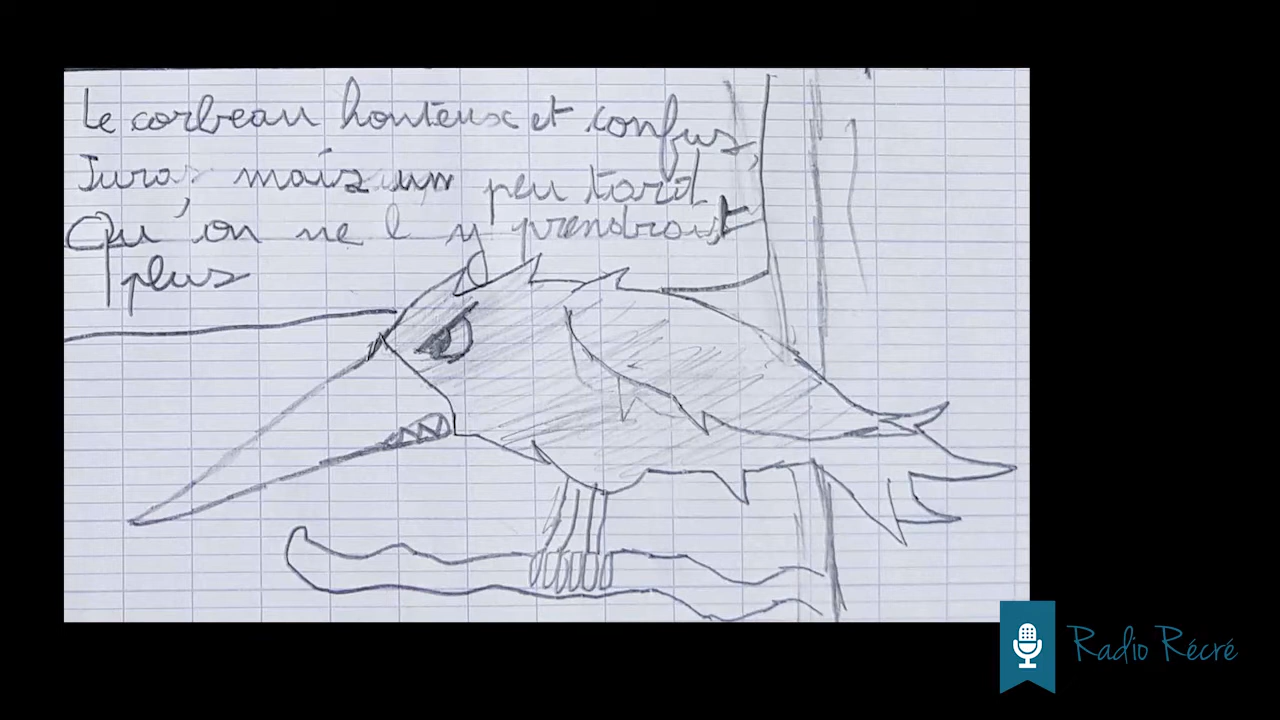 Le corbeau honteux et confus,
Jura mais un peu tard
Qu'on ne l y prendrait
plus
Radio Récré